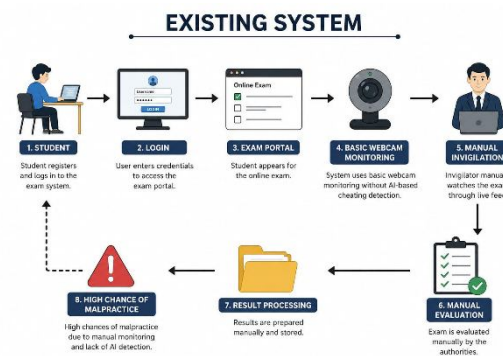 EXISTING SYSTEM
1. STUDENT
Student registers
and logs in to the
exam system.
2. LOGIN
User enters credentials
to access the
exam portal.
Online Exam
3. EXAM PORTAL
Student appears for
the online exam.
4. BASIC WEBCAM
MONITORING
System uses basic webcam
monitoring without AI-based
cheating detection.
5. MANUAL
INVIGILATION
Invigilator manua
watches the exa
through live fee
6. MANUAL
EVALUATION
Exam is evaluated
manually by the
authorities.
7. RESULT PROCESSING
Results are prepared
manually and stored.
8. HIGH CHANCE OF
MALPRACTICE
High chances of malpractice
due to manual monitoring
and lack of AI detection.